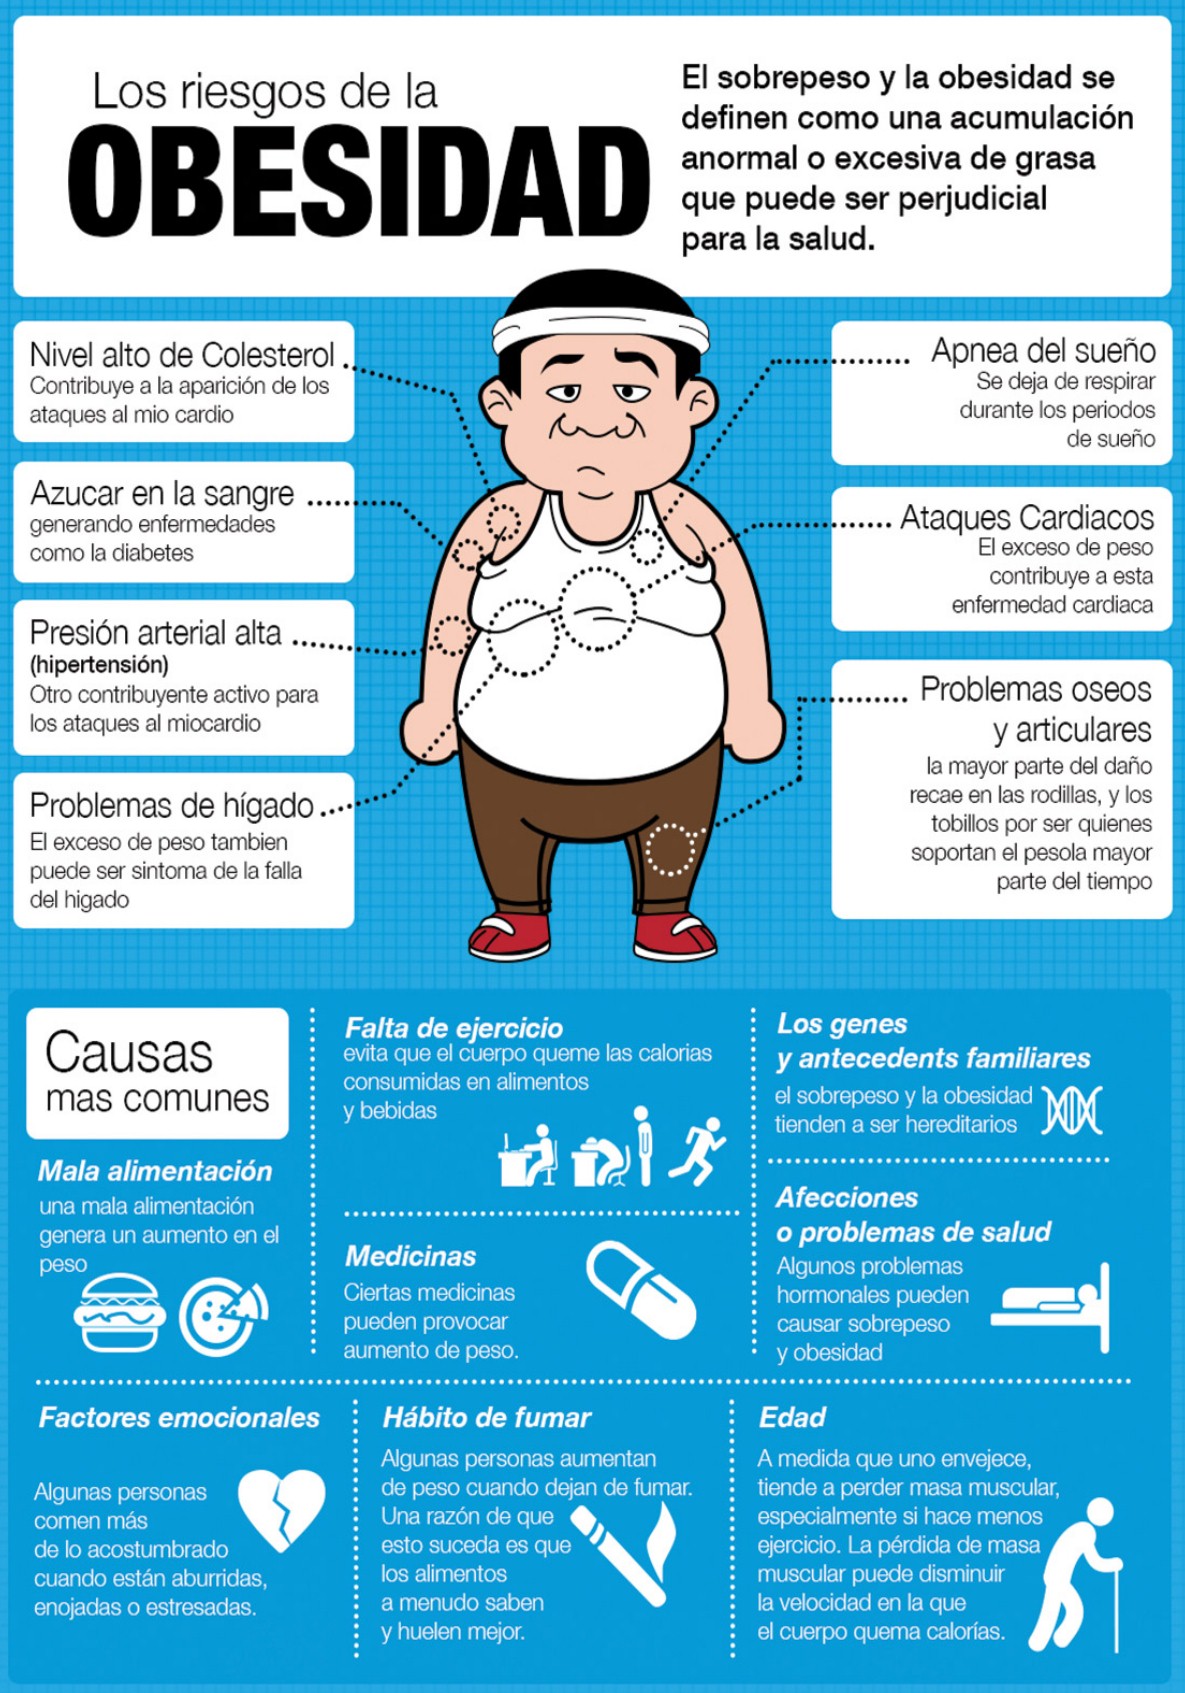 Los riesgos de la
OBESIDAD
El sobrepeso y la obesidad se
definen como una acumulación
anormal o excesiva de grasa
que puede ser perjudicial
para la salud.
Nivel alto de Colesterol
Contribuye a la aparición de los
ataques al mio cardio
Azucar en la sangre
generando enfermedades
como la diabetes
Presión arterial alta
(hipertensión)
Otro contribuyente activo para
los ataques al miocardio
Problemas de hígado
El exceso de peso tambien
puede ser sintoma de la falla
del higado
Apnea del sueño
Se deja de respirar
durante los periodos
de sueño
Ataques Cardiacos
El exceso de peso
contribuye a esta
enfermedad cardiaca
Problemas oseos
y articulares
la mayor parte del daño
recae en las rodillas, y los
tobillos por ser quienes
soportan el pesola mayor
parte del tiempo
Causas
mas comunes
Mala alimentación
una mala alimentación
genera un aumento en el
peso
Falta de ejercicio
evita que el cuerpo queme las calorias
consumidas en alimentos
y bebidas
Medicinas
Ciertas medicinas
pueden provocar
aumento de peso.
Los genes
y antecedents familiares
el sobrepeso y la obesidad
tienden a ser hereditarios
Afecciones
o problemas de salud
Algunos problemas
hormonales pueden
causar sobrepeso
y obesidad
Factores emocionales
Algunas personas
comen más
de lo acostumbrado
cuando están aburridas,
enojadas o estresadas.
Hábito de fumar
Algunas personas aumentan
de peso cuando dejan de fumar.
Una razón de que
esto suceda es que
los alimentos
a menudo saben
y huelen mejor.
Edad
A medida que uno envejece,
tiende a perder masa muscular,
especialmente si hace menos
ejercicio. La pérdida de masa
muscular puede disminuir
la velocidad en la que
el cuerpo quema calorías.